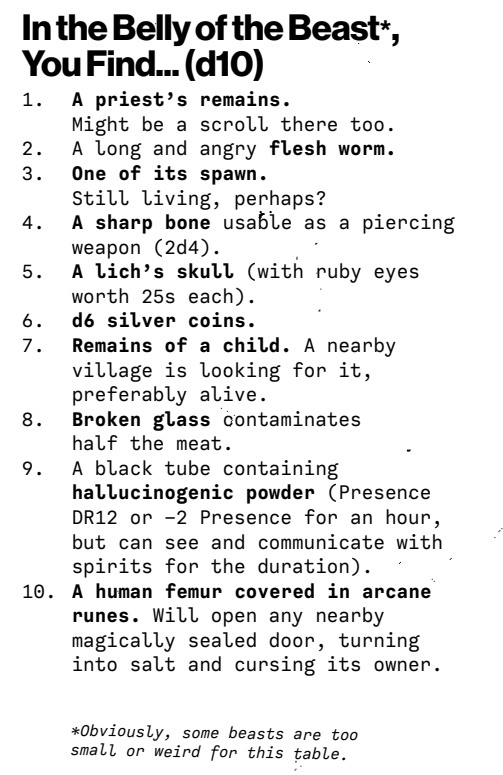 In the Belly of the Beast*,
You Find... (d10)
1. A priest's remains.
Might be a scroll there too.
2. A long and angry flesh worm.
3. One of its spawn.
Still living, perhaps?
4. A sharp bone usable as a piercing
weapon (2d4).
5. A lich's skull (with ruby eyes
worth 25s each).
6. d6 silver coins.
7. Remains of a child. A nearby
village is looking for it,
preferably alive.
8. Broken glass contaminates
half the meat.
9. A black tube containing
hallucinogenic powder (Presence
DR12 or –2 Presence for an hour,
but can see and communicate with
spirits for the duration).
10. A human femur covered in arcane
runes. Will open any nearby
magically sealed door, turning
into salt and cursing its owner.
*Obviously, some beasts are too
small or weird for this table.